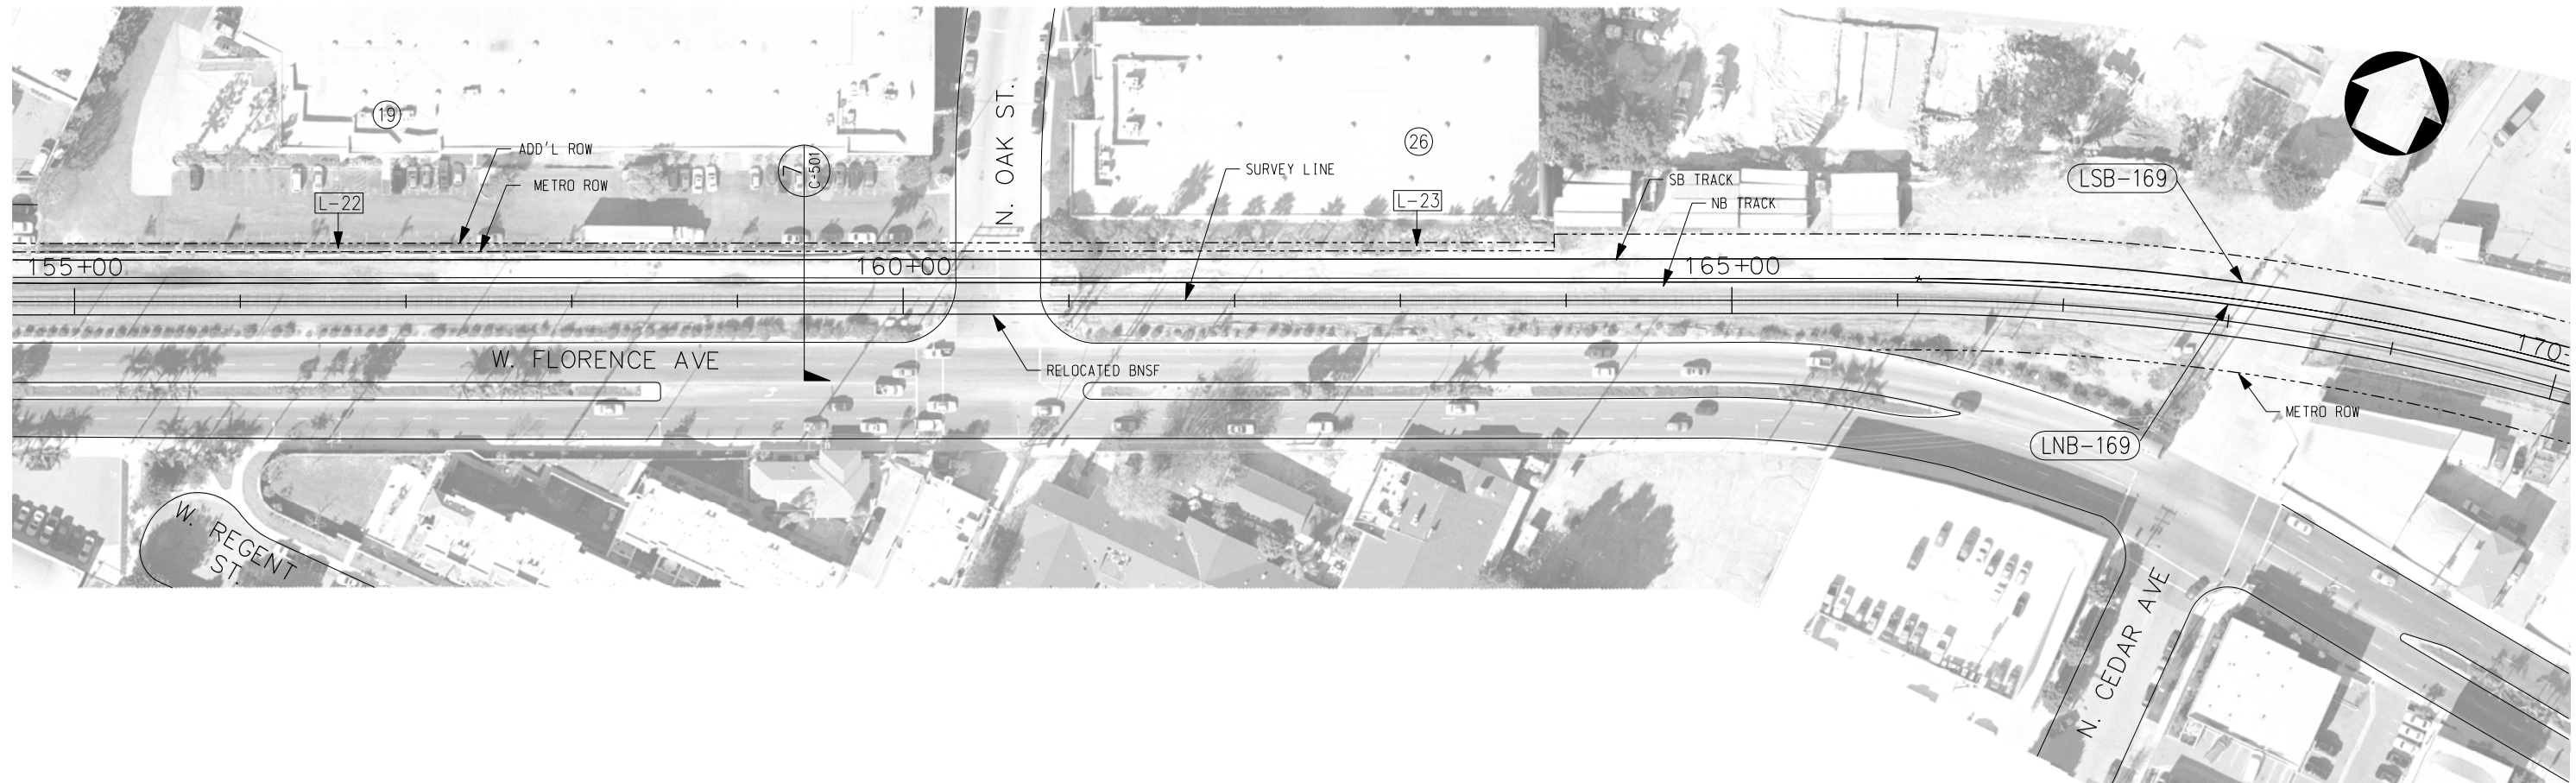 19
ADD'L ROW
METRO ROW
L-22
7
C-501
N. OAK ST.
SURVEY LINE
26
L-23
SB TRACK
NB TRACK
LSB-169
155+00
160+00
165+00
170
W. FLORENCE AVE
RELOCATED BNSF
METRO ROW
LNB-169
W. REGENT
ST.
N. CEDAR AVE